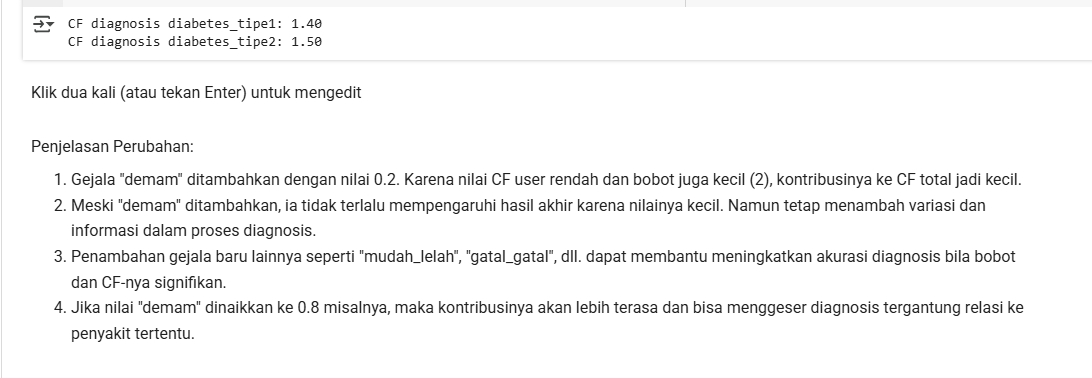 CF diagnosis diabetes_tipe1: 1.40
CF diagnosis diabetes_tipe2: 1.50
Klik dua kali (atau tekan Enter) untuk mengedit
Penjelasan Perubahan:
1. Gejala "demam" ditambahkan dengan nilai 0.2. Karena nilai CF user rendah dan bobot juga kecil (2), kontribusinya ke CF total jadi kecil.
2. Meski "demam" ditambahkan, ia tidak terlalu mempengaruhi hasil akhir karena nilainya kecil. Namun tetap menambah variasi dan
informasi dalam proses diagnosis.
3. Penambahan gejala baru lainnya seperti "mudah_lelah", "gatal_gatal", dll. dapat membantu meningkatkan akurasi diagnosis bila bobot
dan CF-nya signifikan.
4. Jika nilai "demam" dinaikkan ke 0.8 misalnya, maka kontribusinya akan lebih terasa dan bisa menggeser diagnosis tergantung relasi ke
penyakit tertentu.